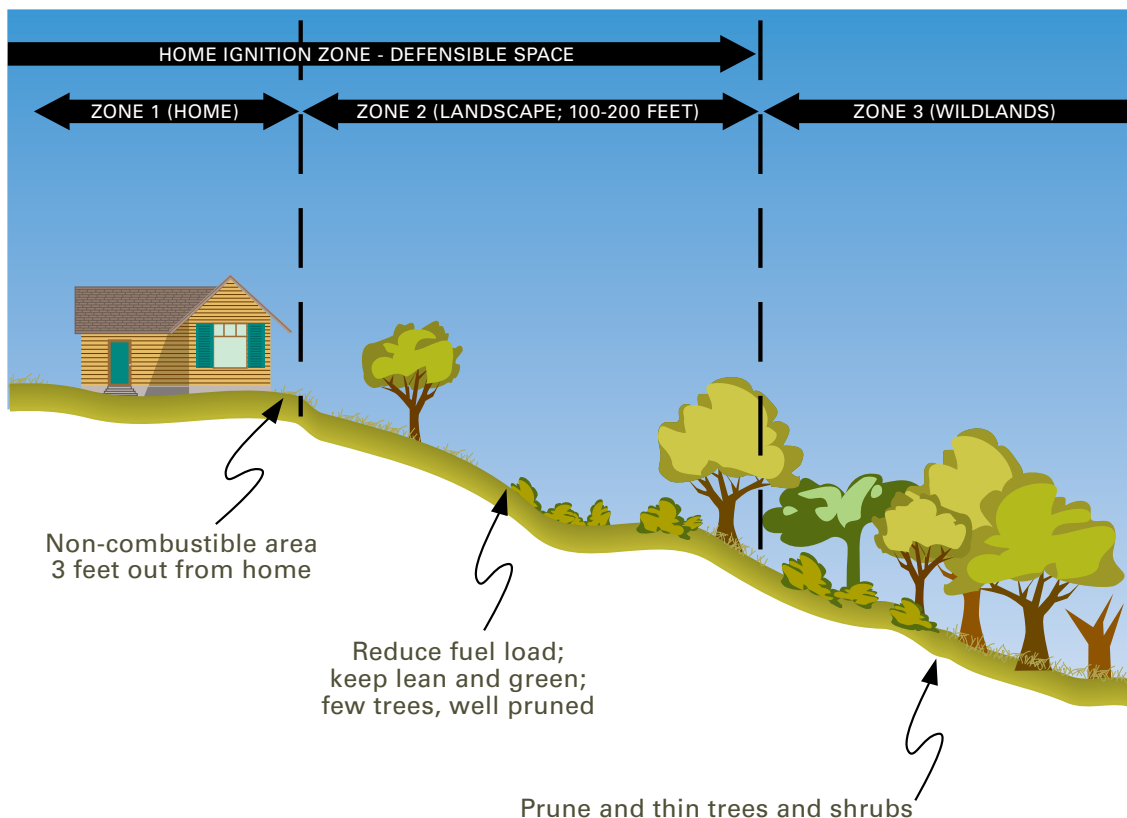 HOME IGNITION ZONE - DEFENSIBLE SPACE
ZONE 1 (HOME)
ZONE 2 (LANDSCAPE; 100-200 FEET)
ZONE 3 (WILDLANDS)
Non-combustible area
3 feet out from home
Reduce fuel load;
keep lean and green;
few trees, well pruned
Prune and thin trees and shrubs